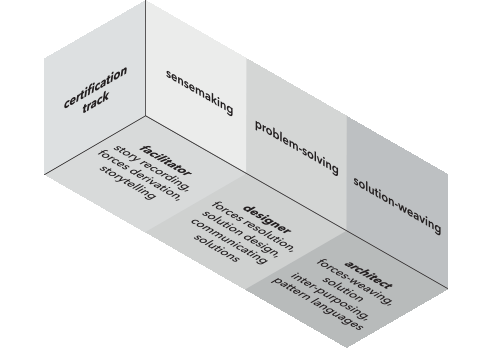 certification
track
sensemaking
problem-solving
solution-weaving
facilitator
story recording,
forces derivation,
storytelling
designer
forces resolution,
solution design,
communicating
solutions
architect
forces-weaving,
solution
inter-purposing,
pattern languages